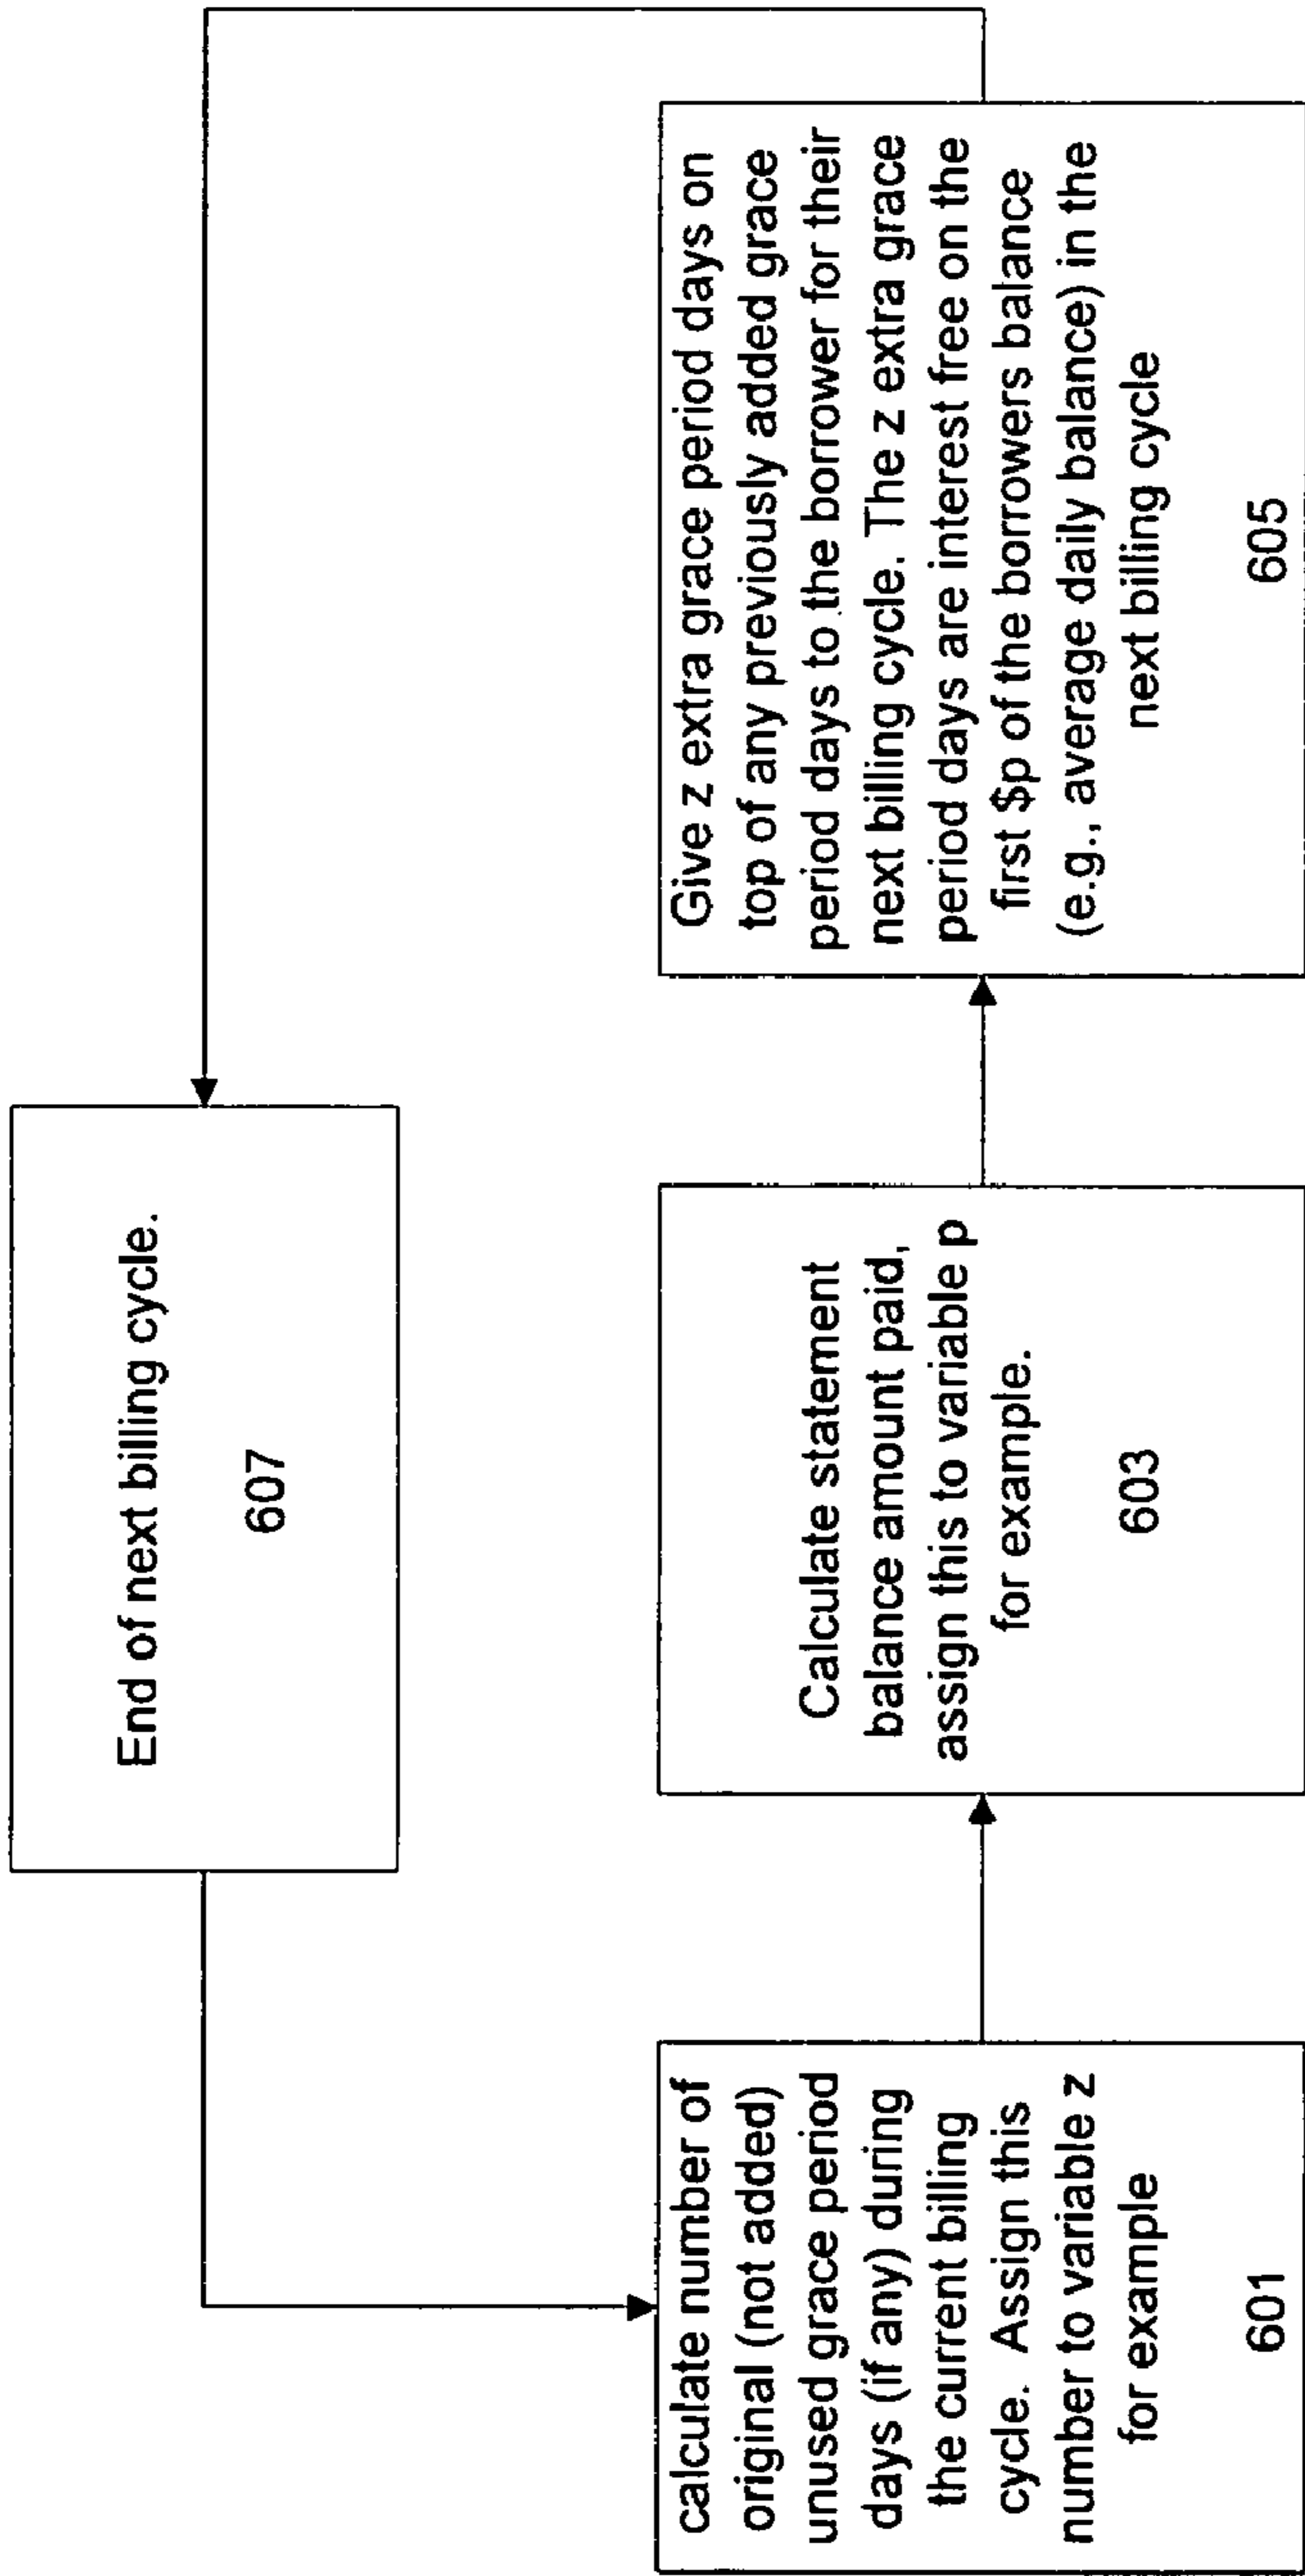 End of next billing cycle.
607
calculate number of
original (not added)
unused grace period
days (if any) during
the current billing
cycle. Assign this
number to variable z
for example
601
Calculate statement
balance amount paid,
assign this to variable p
for example.
603
Give z extra grace period days on
top of any previously added grace
period days to the borrower for their
next billing cycle. The z extra grace
period days are interest free on the
first $p of the borrowers balance
(e.g., average daily balance) in the
next billing cycle
605